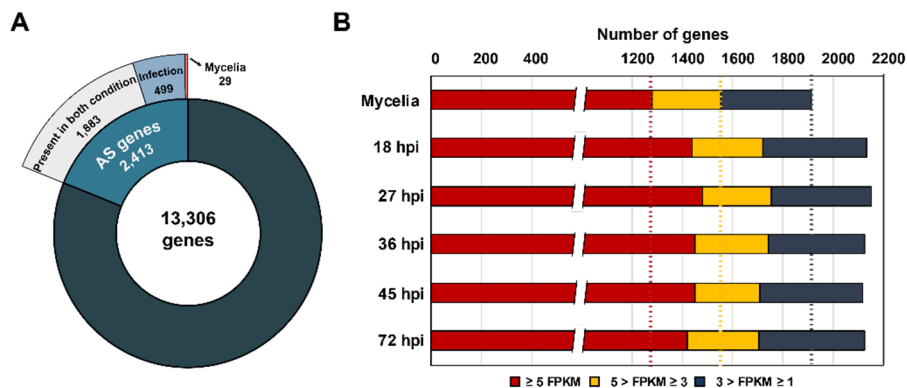 A
Mycelia
29
Infection
499
Present in both condition
1,883
AS genes
2,413
13,306
genes
B
Number of genes
0 200 400 1200 1400 1600 1800 2000 2200
Mycelia
18 hpi
27 hpi
36 hpi
45 hpi
72 hpi
≥ 5 FPKM 5 > FPKM ≥ 3 3 > FPKM ≥ 1